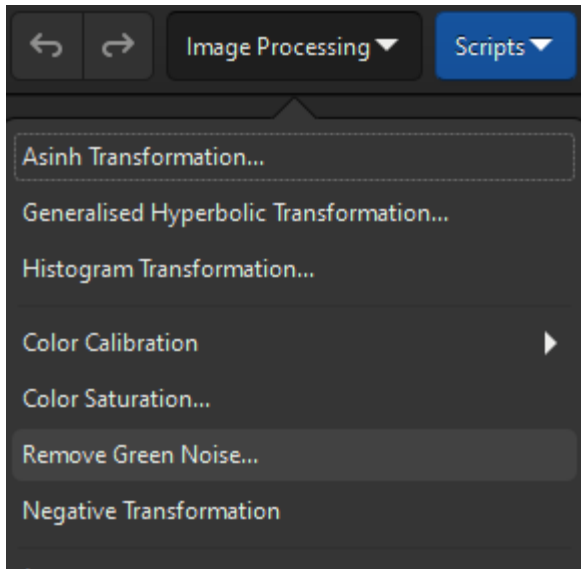 Image Processing
Scripts
Asinh Transformation...
Generalised Hyperbolic Transformation...
Histogram Transformation...
Color Calibration
Color Saturation...
Remove Green Noise...
Negative Transformation